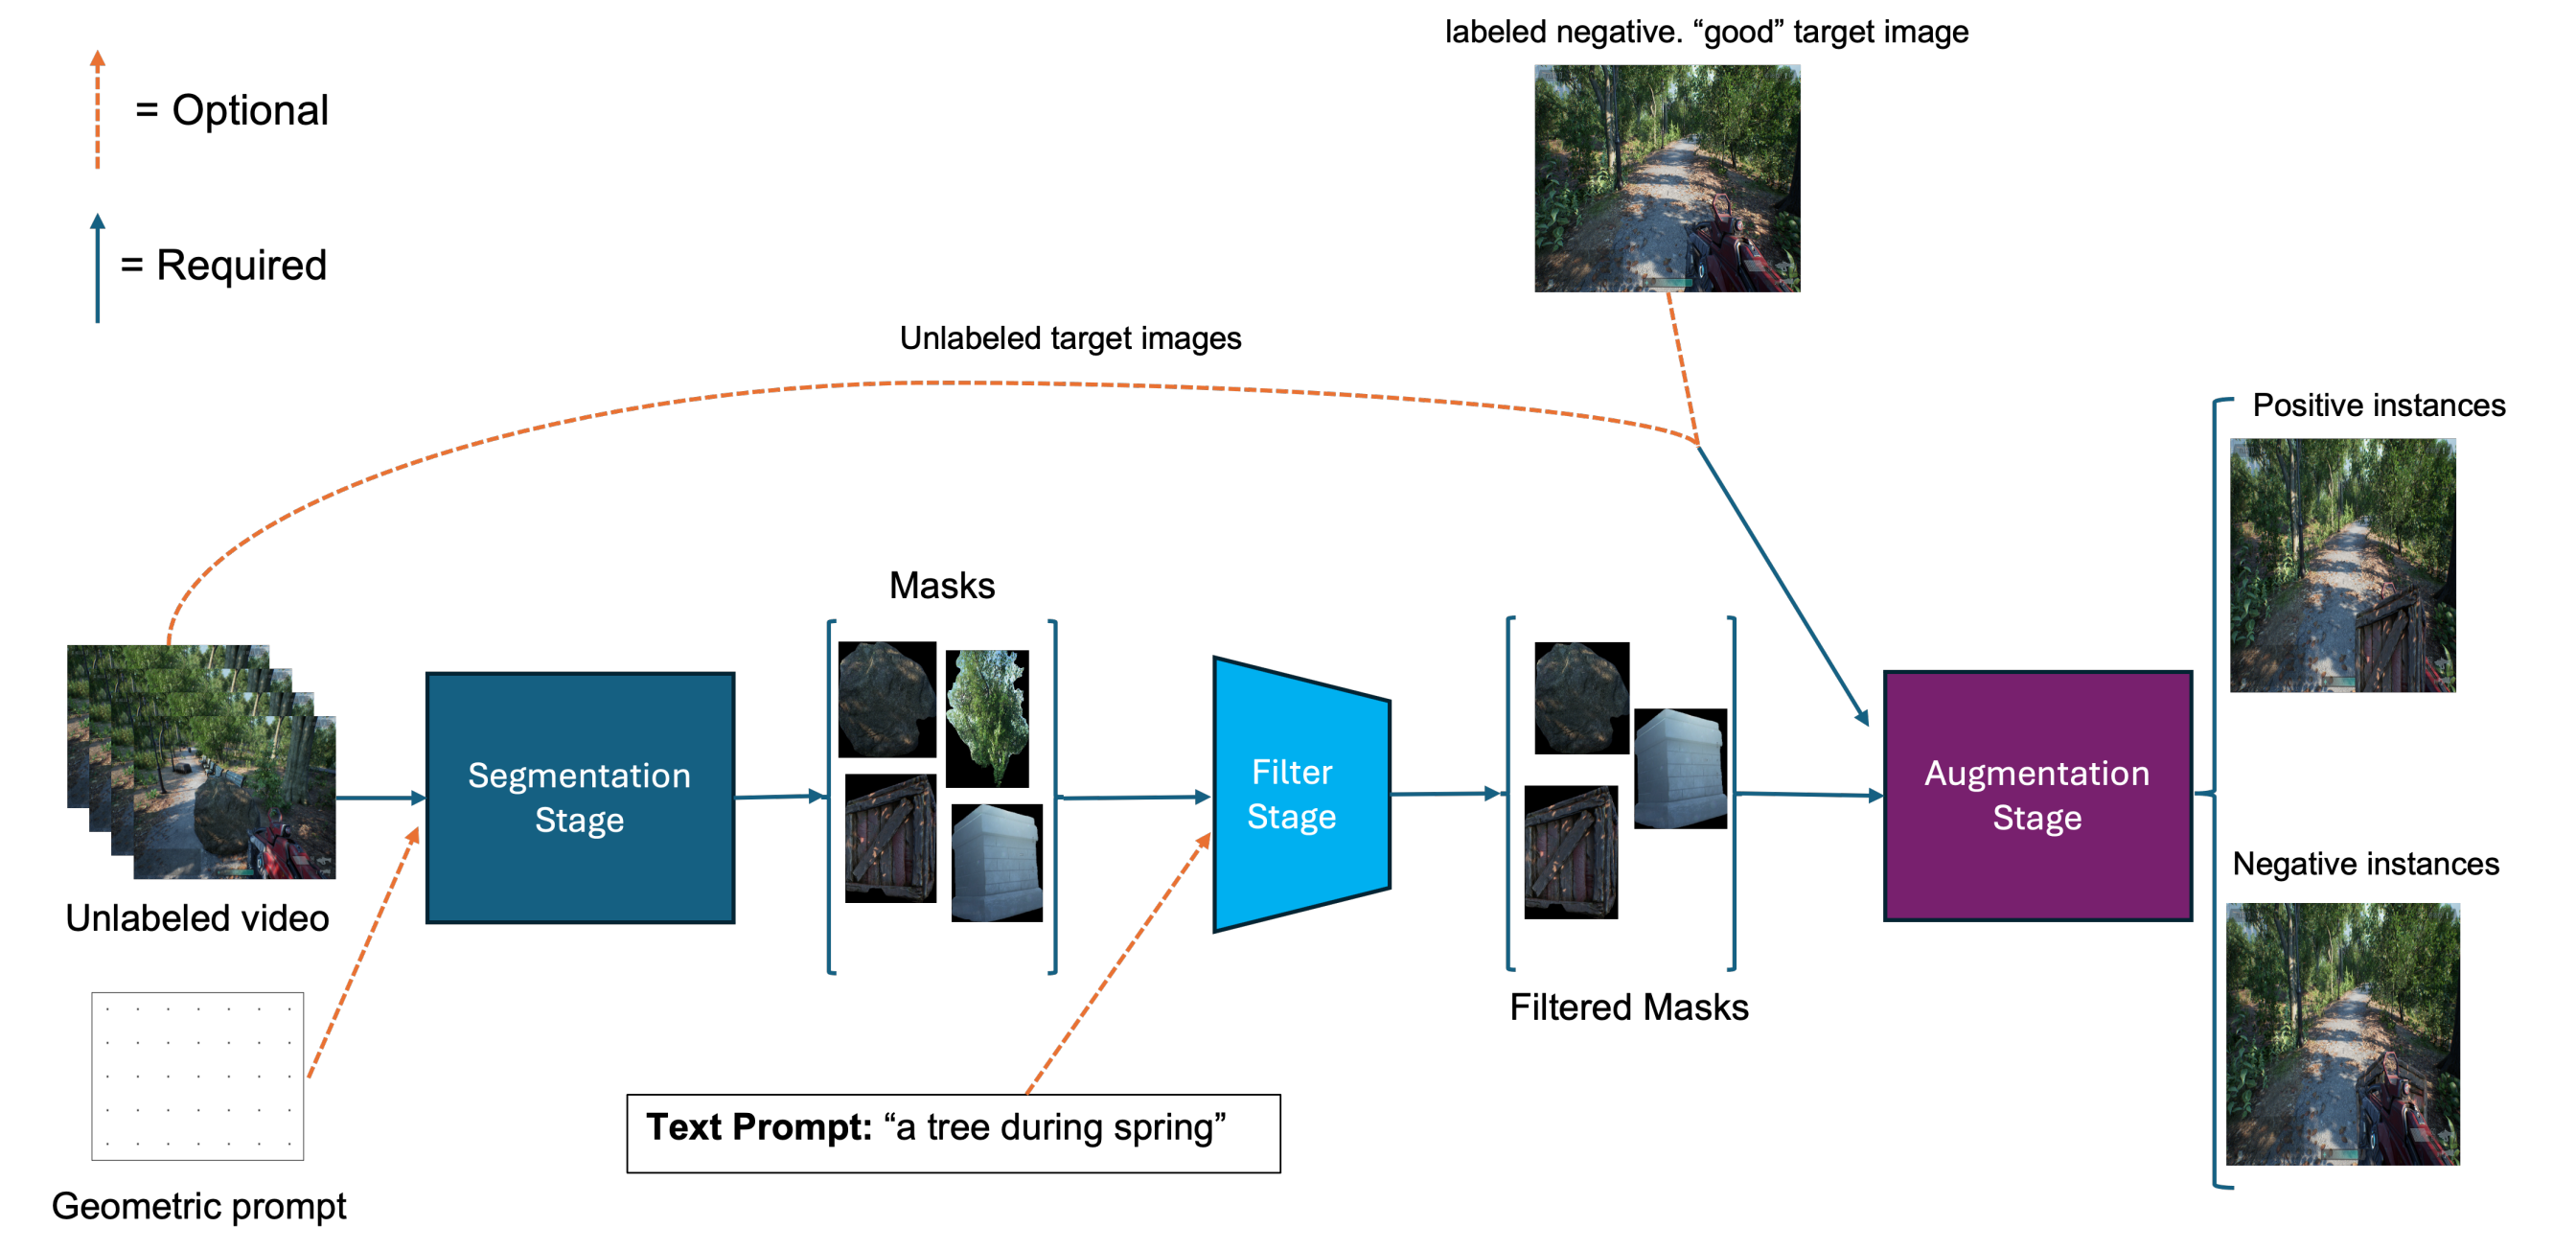 labeled negative. “good” target image
= Optional
= Required
Unlabeled target images
Positive instances
Masks
Segmentation
Stage
Filter
Stage
Augmentation
Stage
Negative instances
Unlabeled video
Filtered Masks
Text Prompt: “a tree during spring”
Geometric prompt